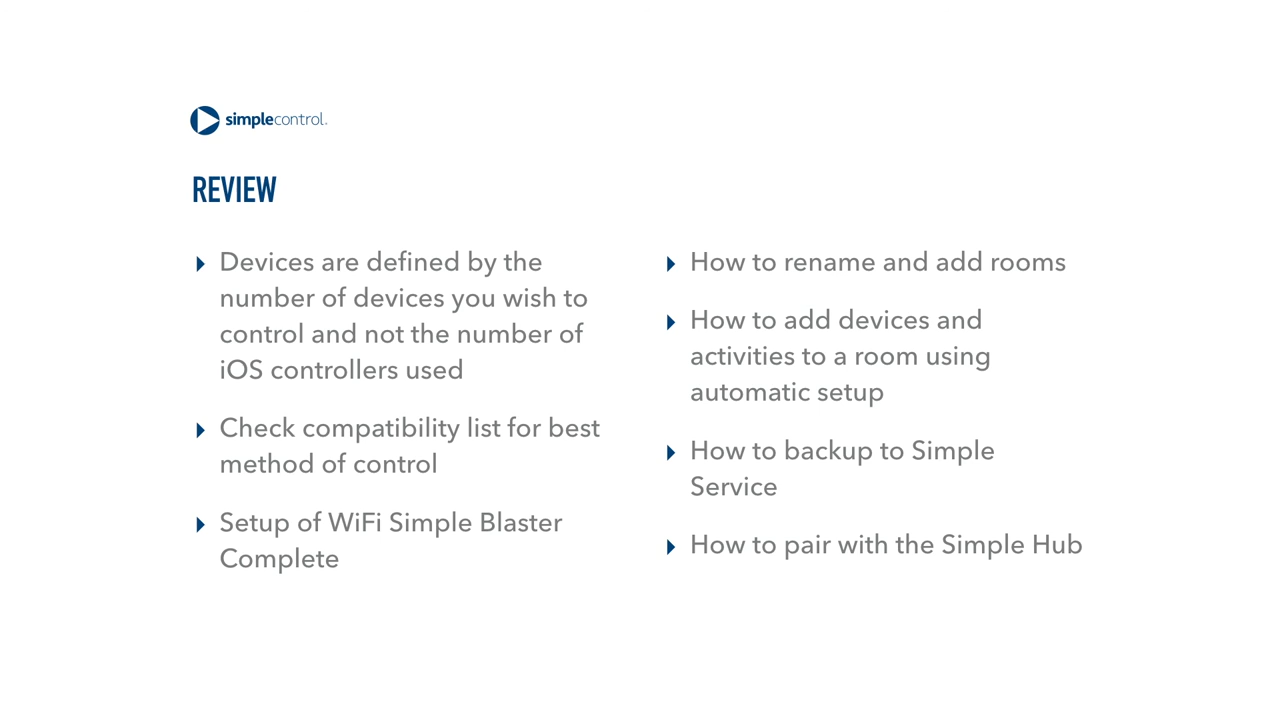 simplecontrol.
REVIEW
Devices are defined by the
number of devices you wish to
control and not the number of
iOS controllers used
Check compatibility list for best
method of control
Setup of WiFi Simple Blaster
Complete
How to rename and add rooms
How to add devices and
activities to a room using
automatic setup
How to backup to Simple
Service
How to pair with the Simple Hub